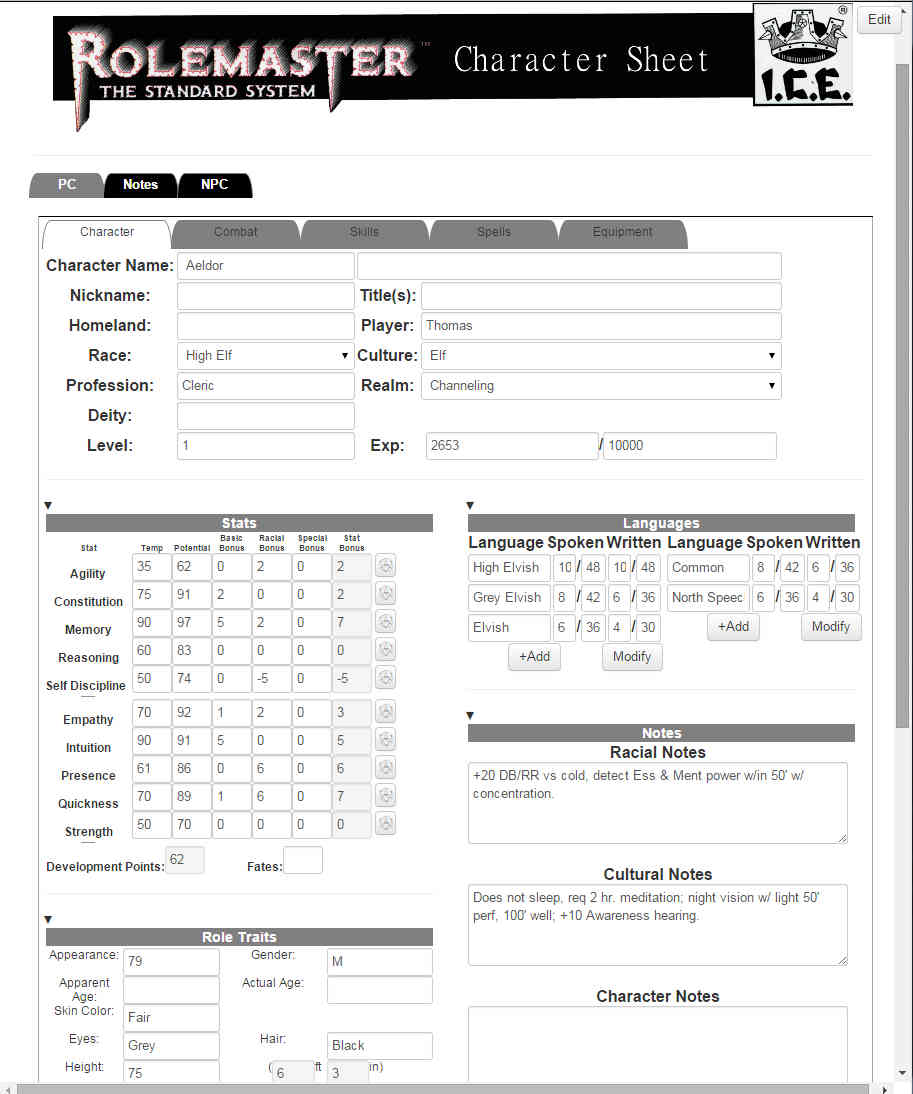 ROLEMASTER™ Character Sheet
THE STANDARD SYSTEM
I.C.E.®
Edit
PC Notes NPC
Character Combat Skills Spells Equipment
Character Name: Aeldor
Nickname: Title(s):
Homeland: Player: Thomas
Race: High Elf Culture: Elf
Profession: Cleric Realm: Channeling
Deity:
Level: 1 Exp: 2653 / 10000
Stats
Stat Temp Potential Basic Bonus Racial Bonus Special Bonus Stat Bonus
Agility 35 62 0 2 0 2
Constitution 75 91 2 0 0 2
Memory 90 97 5 2 0 7
Reasoning 60 83 0 0 0 0
Self Discipline 50 74 0 -5 0 -5
Empathy 70 92 1 2 0 3
Intuition 90 91 5 0 0 5
Presence 61 86 0 6 0 6
Quickness 70 89 1 6 0 7
Strength 50 70 0 0 0 0
Development Points: 62 Fates:
Role Traits
Appearance: 79 Gender: M
Apparent Age: Actual Age:
Skin Color: Fair
Eyes: Grey Hair: Black
Height: 75 ( 6 ft 3 in)
Languages
Language Spoken Written Language Spoken Written
High Elvish 10 / 48 10 / 48 Common 8 / 42 6 / 36
Grey Elvish 8 / 42 6 / 36 North Speec 6 / 36 4 / 30
Elvish 6 / 36 4 / 30 +Add Modify
+Add Modify
Notes
Racial Notes
+20 DB/RR vs cold, detect Ess & Ment power w/in 50' w/
concentration.
Cultural Notes
Does not sleep, req 2 hr. meditation; night vision w/ light 50'
perf, 100' well; +10 Awareness hearing.
Character Notes